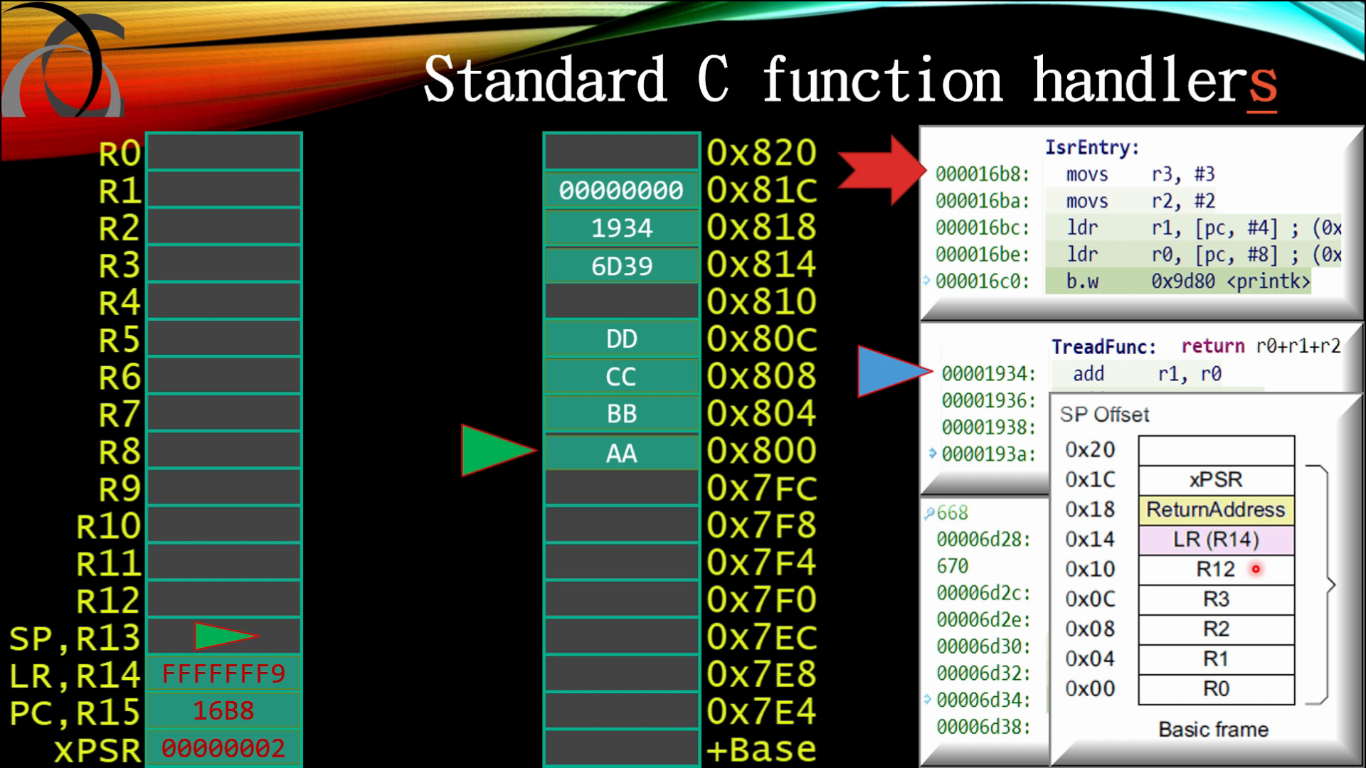 Standard C function handlers
R0
R1
R2
R3
R4
R5
R6
R7
R8
R9
R10
R11
R12
SP,R13
LR,R14 FFFFFFF9
PC,R15 16B8
xPSR 00000002
0x820
00000000 0x81C
1934 0x818
6D39 0x814
0x810
DD 0x80C
CC 0x808
BB 0x804
AA 0x800
0x7FC
0x7F8
0x7F4
0x7F0
0x7EC
0x7E8
0x7E4
+Base
IsrEntry:
000016b8: movs r3, #3
000016ba: movs r2, #2
000016bc: ldr r1, [pc, #4] ; (0x
000016be: ldr r0, [pc, #8] ; (0x
000016c0: b.w 0x9d80 <printk>
TreadFunc: return r0+r1+r2
00001934: add r1, r0
00001936:
00001938:
0000193a:
668
00006d28:
670
00006d2c:
00006d2e:
00006d30:
00006d32:
00006d34:
00006d38:
SP Offset
0x20
0x1C xPSR
0x18 ReturnAddress
0x14 LR (R14)
0x10 R12
0x0C R3
0x08 R2
0x04 R1
0x00 R0
Basic frame